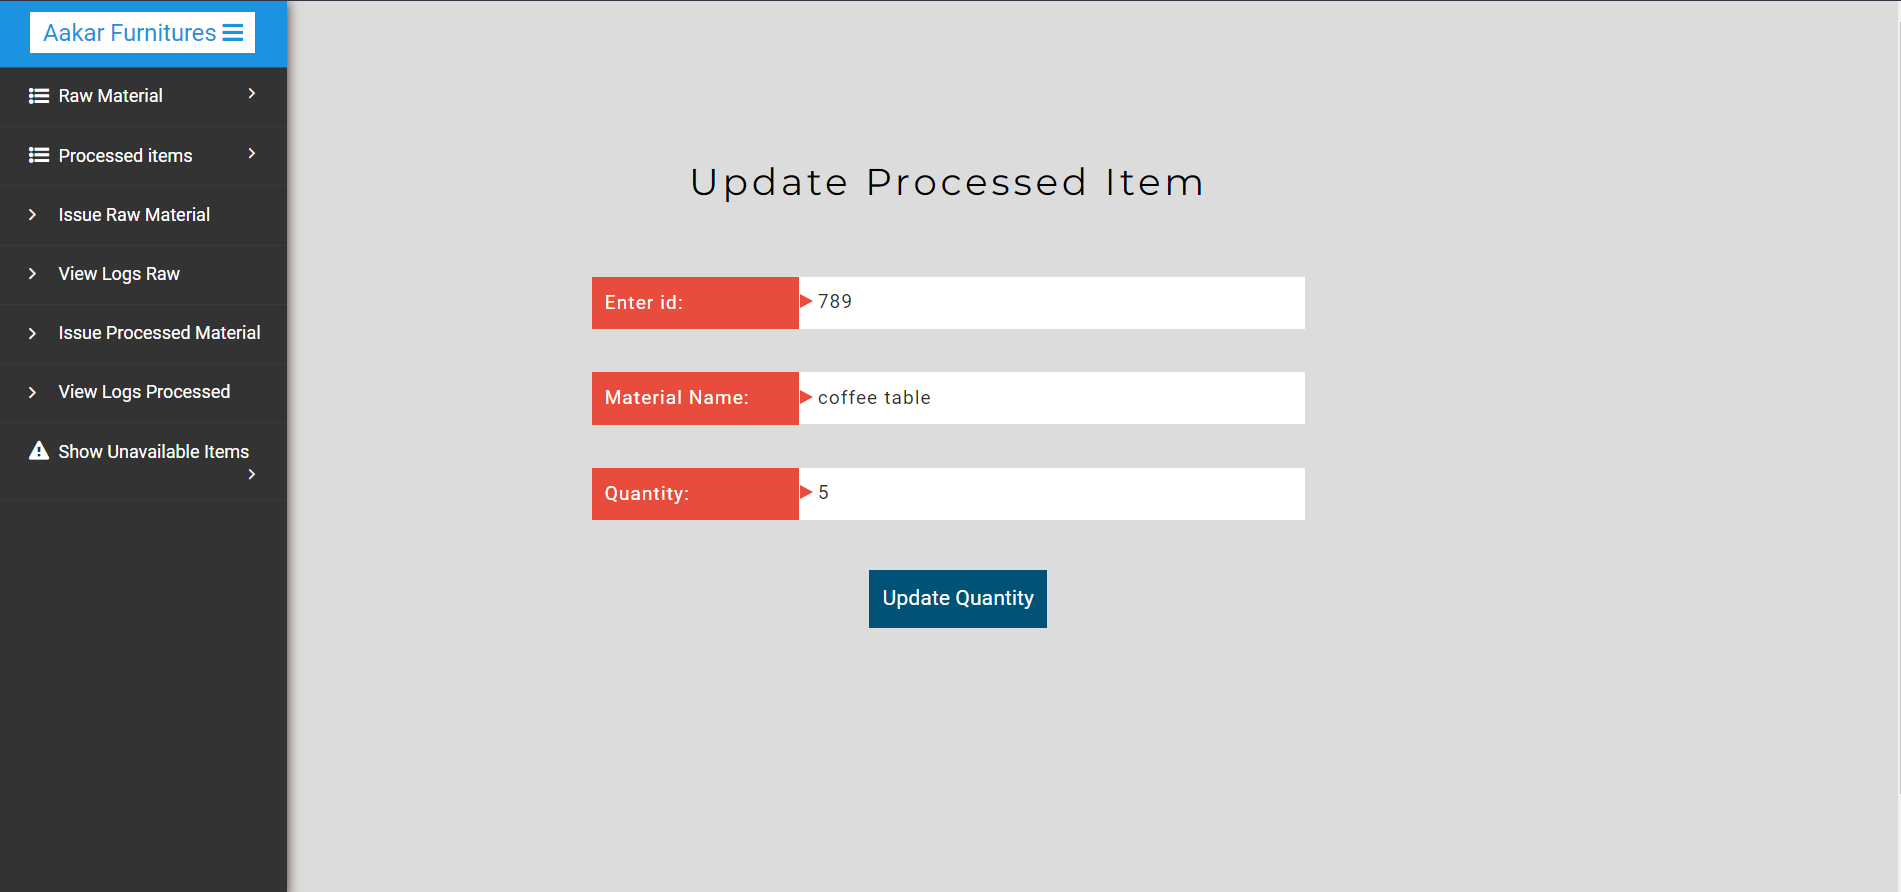 Aakar Furnitures
Raw Material
Processed items
Issue Raw Material
View Logs Raw
Issue Processed Material
View Logs Processed
Show Unavailable Items
Update Processed Item
Enter id: 789
Material Name: coffee table
Quantity: 5
Update Quantity